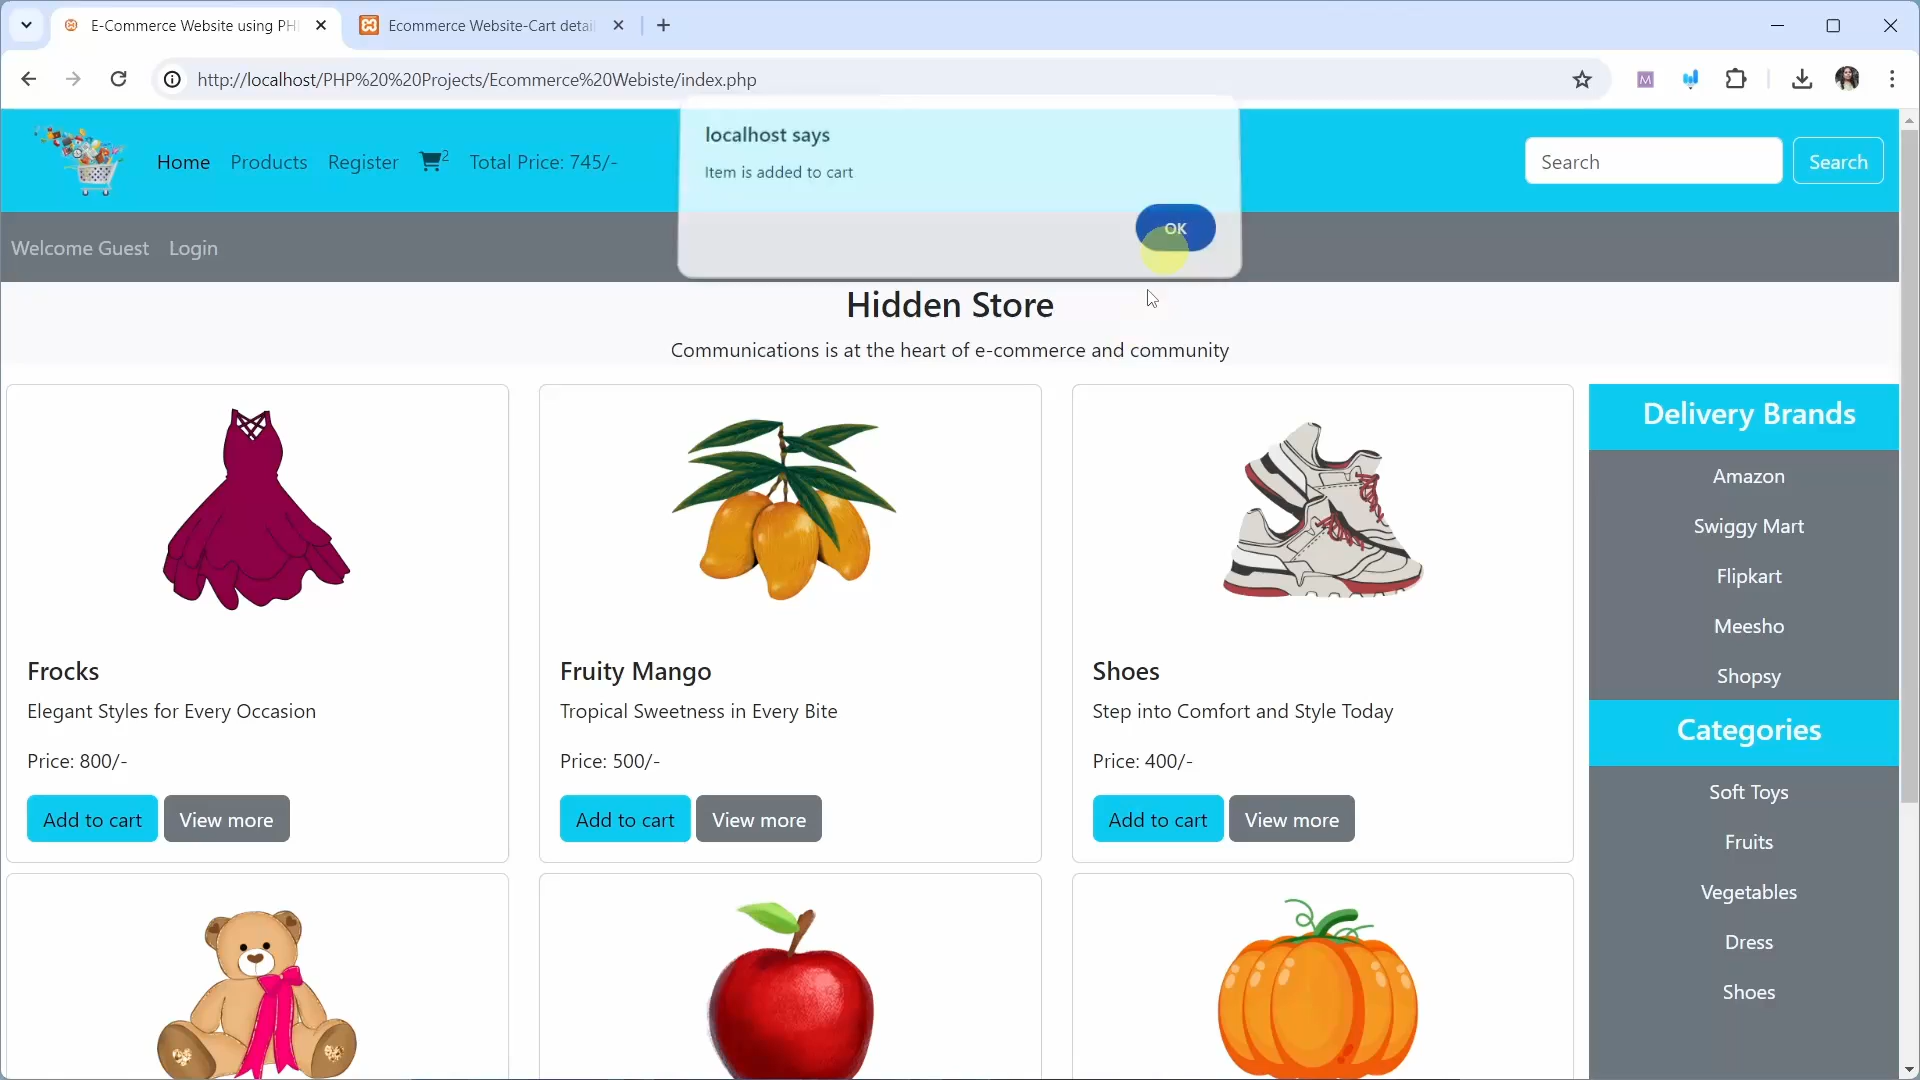 E-Commerce Website using PH
Ecommerce Website-Cart detai
http://localhost/PHP%20%20Projects/Ecommerce%20Webiste/index.php
M
localhost says
Item is added to cart
OK
Home
Products
Register
2
Total Price: 745/-
Search
Search
Welcome Guest
Login
Hidden Store
Communications is at the heart of e-commerce and community
Frocks
Elegant Styles for Every Occasion
Price: 800/-
Add to cart
View more
Fruity Mango
Tropical Sweetness in Every Bite
Price: 500/-
Add to cart
View more
Shoes
Step into Comfort and Style Today
Price: 400/-
Add to cart
View more
Delivery Brands
Amazon
Swiggy Mart
Flipkart
Meesho
Shopsy
Categories
Soft Toys
Fruits
Vegetables
Dress
Shoes